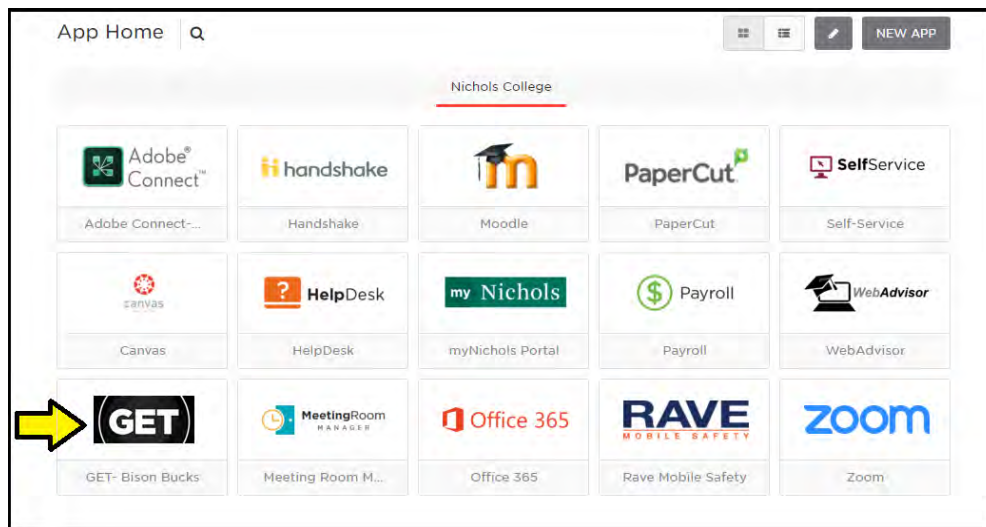 App Home
NEW APP
Nichols College
Adobe® Connect™
handshake
m
PaperCut
SelfService
Adobe Connect-...
Handshake
Moodle
PaperCut
Self-Service
canvas
? HelpDesk
my Nichols
$ Payroll
WebAdvisor
Canvas
HelpDesk
myNichols Portal
Payroll
WebAdvisor
GET
MeetingRoom
MANAGER
Office 365
RAVE
MOBILE SAFETY
zoom
GET- Bison Bucks
Meeting Room M...
Office 365
Rave Mobile Safety
Zoom